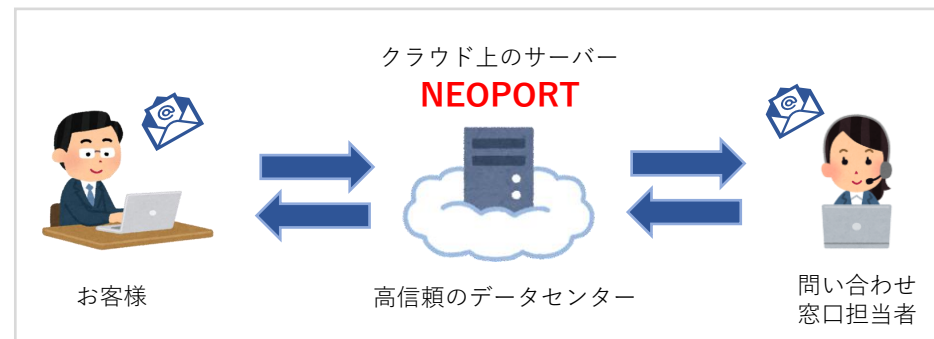 クラウド上のサーバー
NEOPORT
お客様
高信頼のデータセンター
問い合わせ
窓口担当者